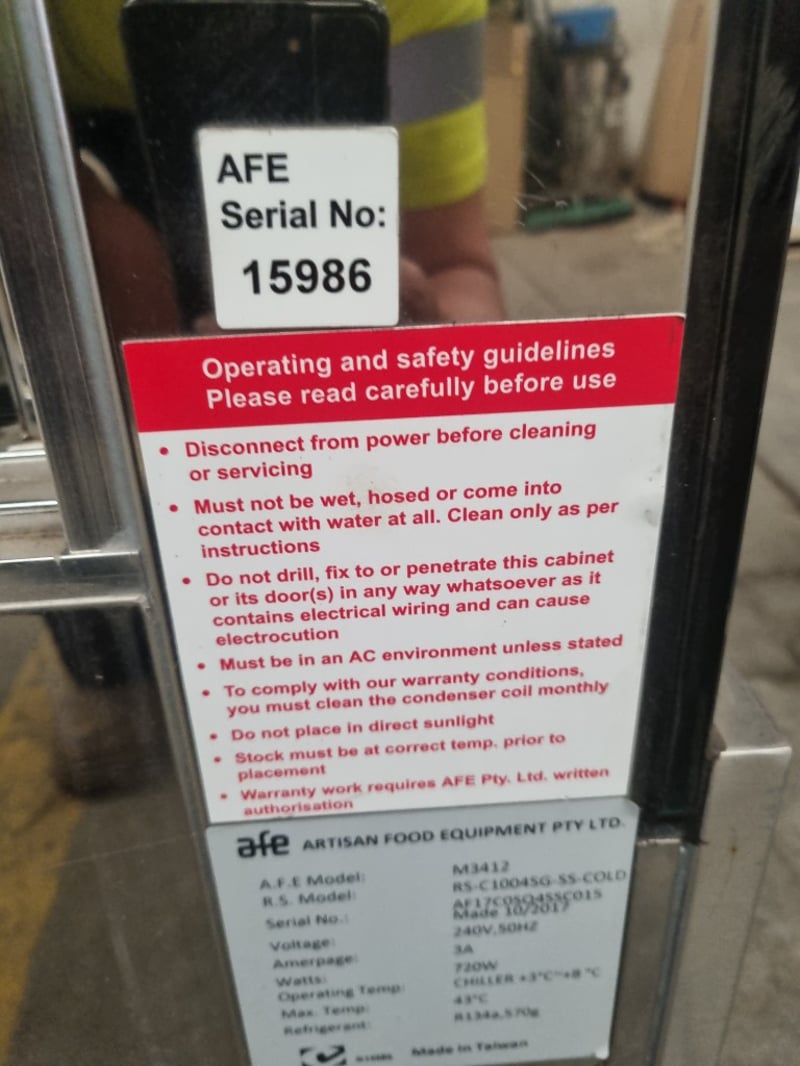 AFE
Serial No:
15986
Operating and safety guidelines
Please read carefully before use
• Disconnect from power before cleaning
or servicing
• Must not be wet, hosed or come into
contact with water at all. Clean only as per
instructions
• Do not drill, fix to or penetrate this cabinet
or its door(s) in any way whatsoever as it
contains electrical wiring and can cause
electrocution
• Must be in an AC environment unless stated
• To comply with our warranty conditions,
you must clean the condenser coil monthly
• Do not place in direct sunlight
• Stock must be at correct temp. prior to
placement
• Warranty work requires AFE Pty. Ltd. written
authorisation
afe ARTISAN FOOD EQUIPMENT PTY LTD.
A.F.E Model: M3412
R.S. Model: RS-C1004SG-SS-COLD
Serial No.:
Made 10/2017
Voltage: 240V,50HZ
Amerpage: 3A
Watts: 720W
Operating Temp: CHILLER +3°C~+8 °C
Max. Temp: 43°C
Refrigerant: R134a,570g
Made in Taiwan